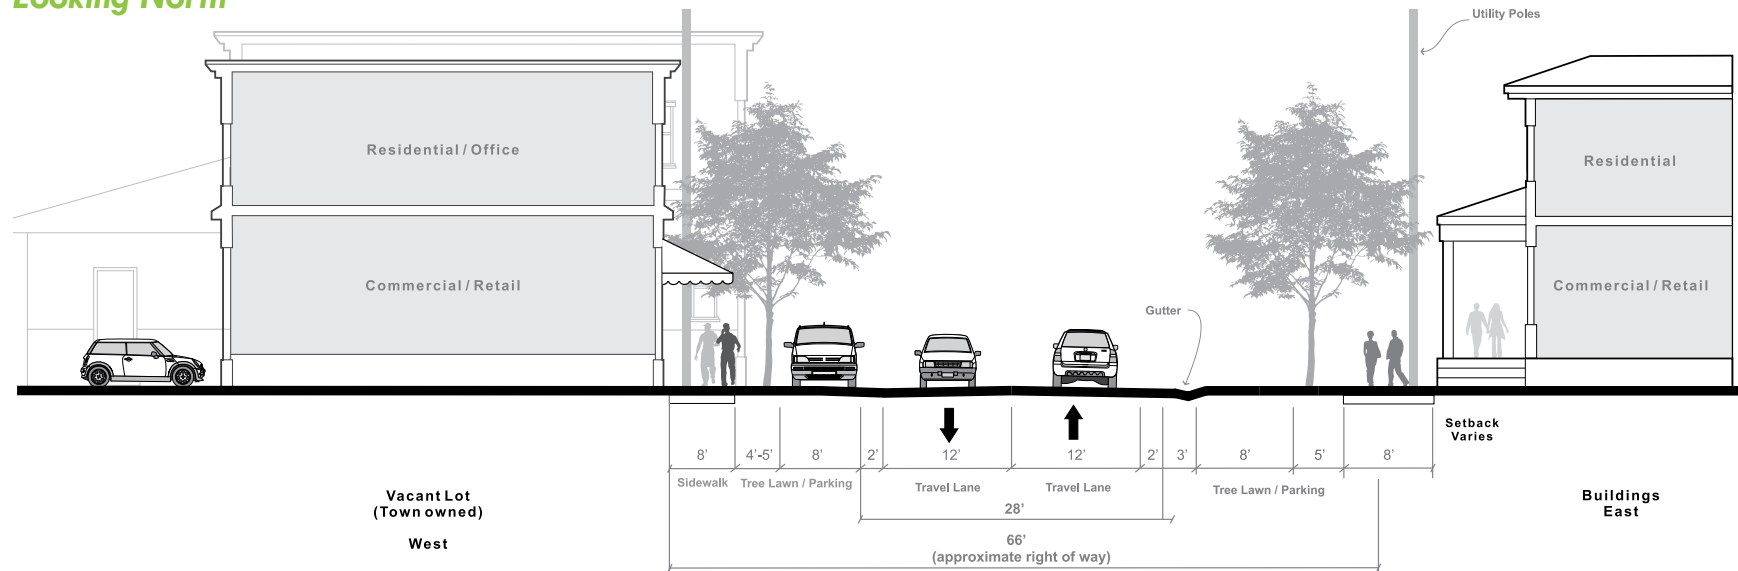 Looking North
Utility Poles
Residential / Office
Residential
Commercial / Retail
Commercial / Retail
Gutter
Setback
Varies
8’ 4’-5’ 8’ 2’ 12’ 12’ 2’ 3’ 8’ 5’ 8’
Sidewalk Tree Lawn / Parking Travel Lane Travel Lane Tree Lawn / Parking
28’
Vacant Lot
(Town owned)
West
Buildings
East
66’
(approximate right of way)